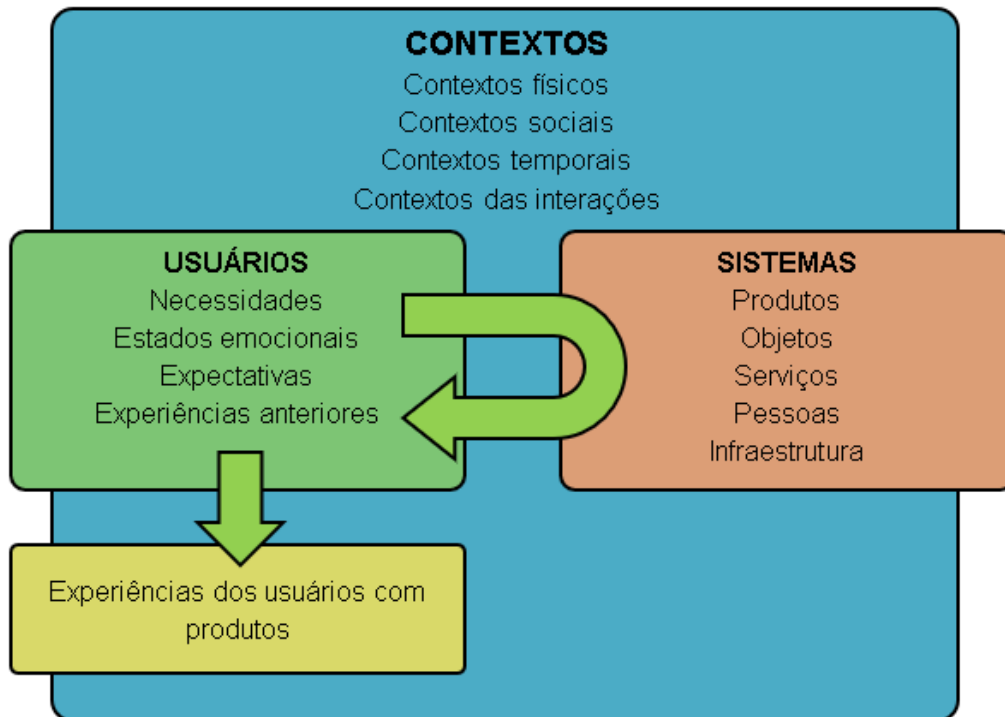 CONTEXTOS
Contextos físicos
Contextos sociais
Contextos temporais
Contextos das interações
USUÁRIOS
Necessidades
Estados emocionais
Expectativas
Experiências anteriores
SISTEMAS
Produtos
Objetos
Serviços
Pessoas
Infraestrutura
Experiências dos usuários com
produtos